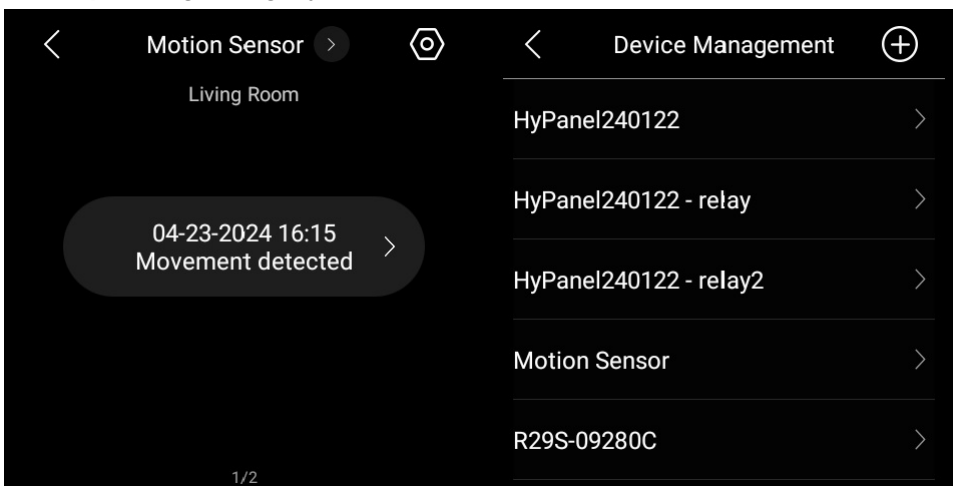 Motion Sensor
Living Room
04-23-2024 16:15
Movement detected
1/2
Device Management
HyPanel240122
HyPanel240122 - relay
HyPanel240122 - relay2
Motion Sensor
R29S-09280C